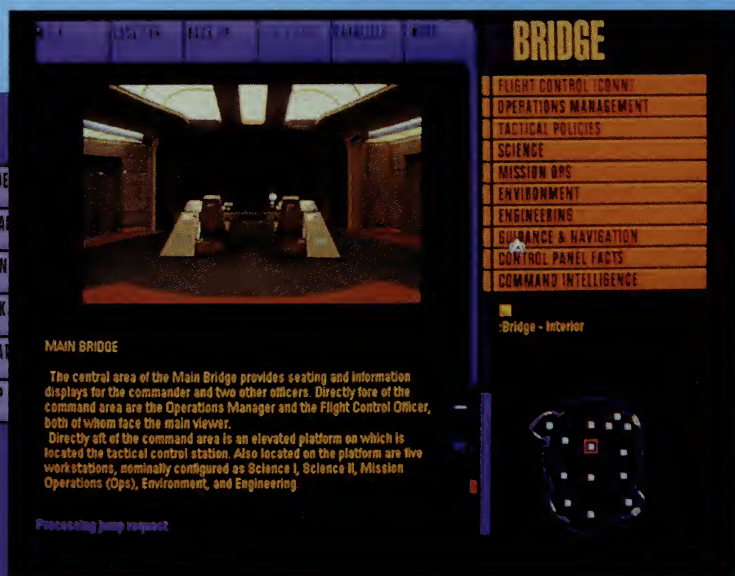 BRIDGE
FLIGHT CONTROL (CONN)
OPERATIONS MANAGEMENT
TACTICAL POLICIES
SCIENCE
MISSION OPS
ENVIRONMENT
ENGINEERING
GUIDANCE & NAVIGATION
CONTROL PANEL FACTS
COMMAND INTELLIGENCE
:Bridge - Interior
MAIN BRIDGE
The central area of the Main Bridge provides seating and information
displays for the commander and two other officers. Directly fore of the
command area are the Operations Manager and the Flight Control Officer,
both of whom face the main viewer.
Directly aft of the command area is an elevated platform on which is
located the tactical control station. Also located on the platform are five
workstations, nominally configured as Science I, Science II, Mission
Operations (Ops), Environment, and Engineering
Processing jump request